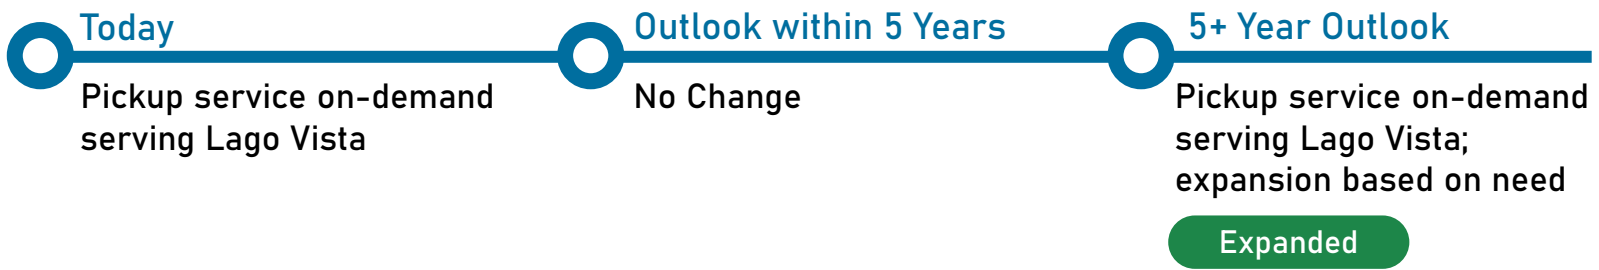 Today
Pickup service on-demand
serving Lago Vista
Outlook within 5 Years
No Change
5+ Year Outlook
Pickup service on-demand
serving Lago Vista;
expansion based on need
Expanded